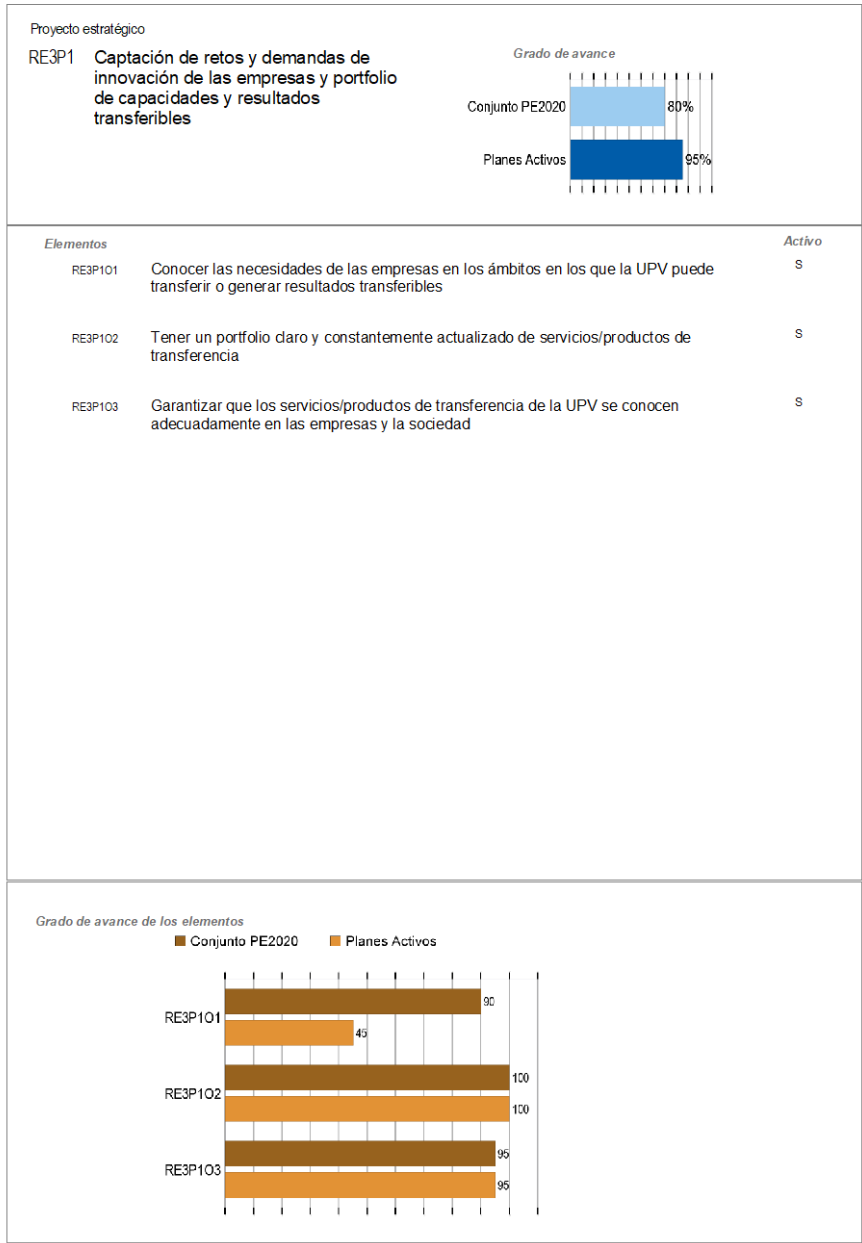 Proyecto estratégico
RE3P1 Captación de retos y demandas de
innovación de las empresas y portfolio
de capacidades y resultados
transferibles
Grado de avance
Conjunto PE2020 80%
Planes Activos 95%
Elementos Activo
RE3P1O1 Conocer las necesidades de las empresas en los ámbitos en los que la UPV puede S
transferir o generar resultados transferibles
RE3P1O2 Tener un portfolio claro y constantemente actualizado de servicios/productos de S
transferencia
RE3P1O3 Garantizar que los servicios/productos de transferencia de la UPV se conocen S
adecuadamente en las empresas y la sociedad
Grado de avance de los elementos
Conjunto PE2020 Planes Activos
RE3P1O1 90
45
RE3P1O2 100
100
RE3P1O3 95
95